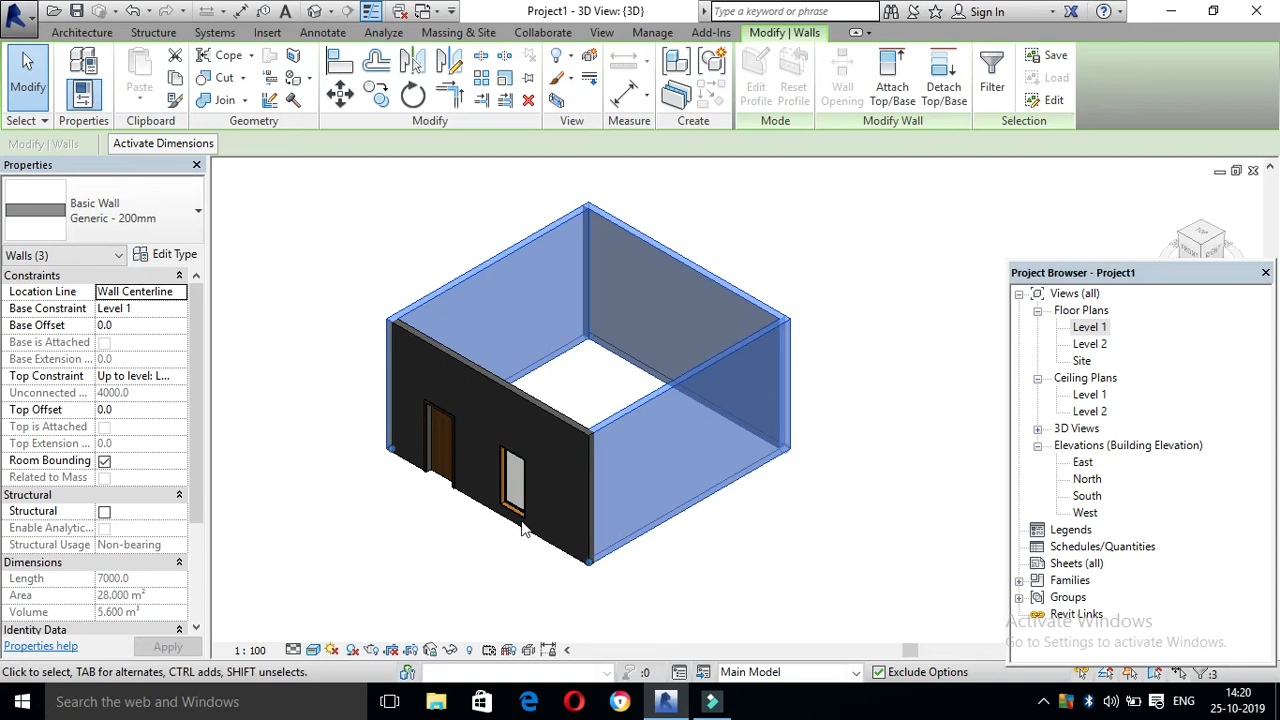 Project1 - 3D View: {3D}
Type a keyword or phrase
Sign In
Architecture Structure Systems Insert Annotate Analyze Massing & Site Collaborate View Manage Add-Ins Modify | Walls
Modify
Select
Properties
Paste
Clipboard
Cope
Cut
Join
Geometry
Modify
View
Measure
Create
Edit Profile
Reset Profile
Mode
Wall Opening
Attach Top/Base
Detach Top/Base
Modify Wall
Filter
Save
Load
Edit
Selection
Modify | Walls
Activate Dimensions
Properties
Basic Wall
Generic - 200mm
Walls (3)
Edit Type
Constraints
Location Line Wall Centerline
Base Constraint Level 1
Base Offset 0.0
Base is Attached
Base Extension ... 0.0
Top Constraint Up to level: L...
Unconnected ... 4000.0
Top Offset 0.0
Top is Attached
Top Extension ... 0.0
Room Bounding
Related to Mass
Structural
Structural
Enable Analytic...
Structural Usage Non-bearing
Dimensions
Length 7000.0
Area 28.000 m²
Volume 5.600 m³
Identity Data
Properties help
Apply
TOP
Project Browser - Project1
Views (all)
Floor Plans
Level 1
Level 2
Site
Ceiling Plans
Level 1
Level 2
3D Views
Elevations (Building Elevation)
East
North
South
West
Legends
Schedules/Quantities
Sheets (all)
Families
Groups
Revit Links
Activate Windows
Go to Settings to activate Windows.
1 : 100
Click to select, TAB for alternates, CTRL adds, SHIFT unselects.
:0
Main Model
Exclude Options
:3
Search the web and Windows
ENG
14:20
25-10-2019